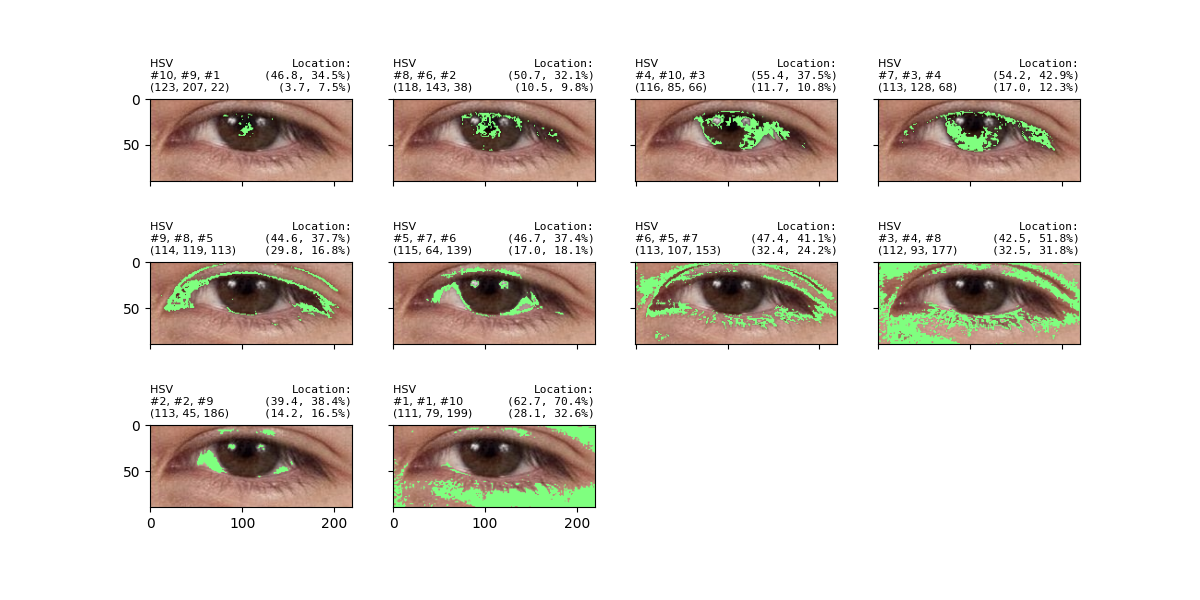 HSV Location: HSV Location: HSV Location: HSV Location:
#10, #9, #1 (46.8, 34.5%) #8, #6, #2 (50.7, 32.1%) #4, #10, #3 (55.4, 37.5%) #7, #3, #4 (54.2, 42.9%)
(123, 207, 22) (3.7, 7.5%) (118, 143, 38) (10.5, 9.8%) (116, 85, 66) (11.7, 10.8%) (113, 128, 68) (17.0, 12.3%)
0
50
HSV Location: HSV Location: HSV Location: HSV Location:
#9, #8, #5 (44.6, 37.7%) #5, #7, #6 (46.7, 37.4%) #6, #5, #7 (47.4, 41.1%) #3, #4, #8 (42.5, 51.8%)
(114, 119, 113) (29.8, 16.8%) (115, 64, 139) (17.0, 18.1%) (113, 107, 153) (32.4, 24.2%) (112, 93, 177) (32.5, 31.8%)
0
50
HSV Location: HSV Location:
#2, #2, #9 (39.4, 38.4%) #1, #1, #10 (62.7, 70.4%)
(113, 45, 186) (14.2, 16.5%) (111, 79, 199) (28.1, 32.6%)
0
50
0 100 200 0 100 200